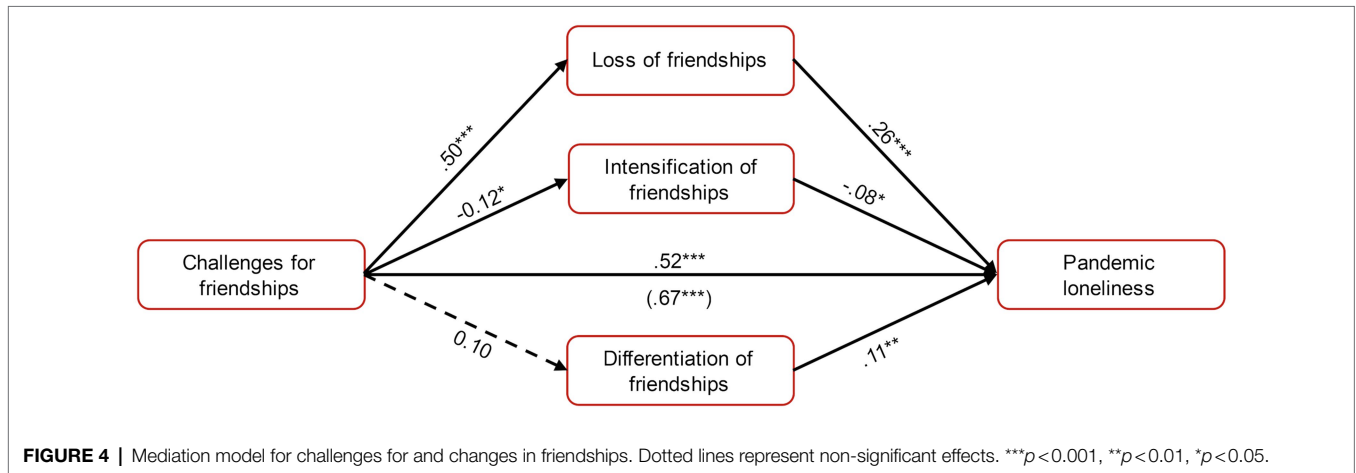 Loss of friendships
.50***
.26***
Intensification of
friendships
-0.12*
-.08*
Challenges for
friendships
.52***
(.67***)
Pandemic
loneliness
0.10
Differentiation of
friendships
.11**
FIGURE 4 | Mediation model for challenges for and changes in friendships. Dotted lines represent non-significant effects. ***p<0.001, **p<0.01, *p<0.05.